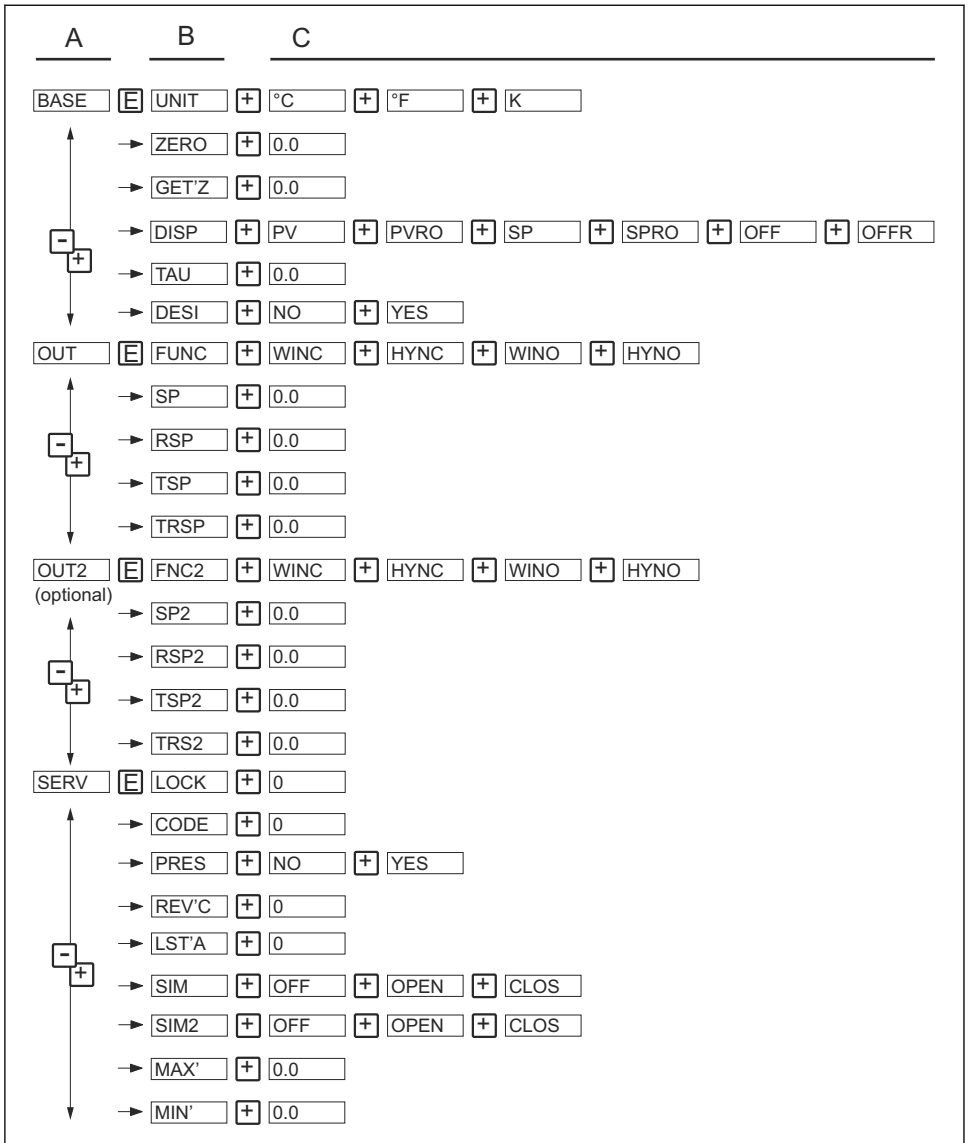 A B C
BASE E UNIT + °C + °F + K
ZERO + 0.0
GET’Z + 0.0
DISP + PV + PVRO + SP + SPRO + OFF + OFFR
- +
TAU + 0.0
DESI + NO + YES
OUT E FUNC + WINC + HYNC + WINO + HYNO
SP + 0.0
- +
RSP + 0.0
TSP + 0.0
TRSP + 0.0
OUT2 E FNC2 + WINC + HYNC + WINO + HYNO
(optional)
SP2 + 0.0
- +
RSP2 + 0.0
TSP2 + 0.0
TRS2 + 0.0
SERV E LOCK + 0
CODE + 0
PRES + NO + YES
REV’C + 0
LST’A + 0
- +
SIM + OFF + OPEN + CLOS
SIM2 + OFF + OPEN + CLOS
MAX’ + 0.0
MIN’ + 0.0